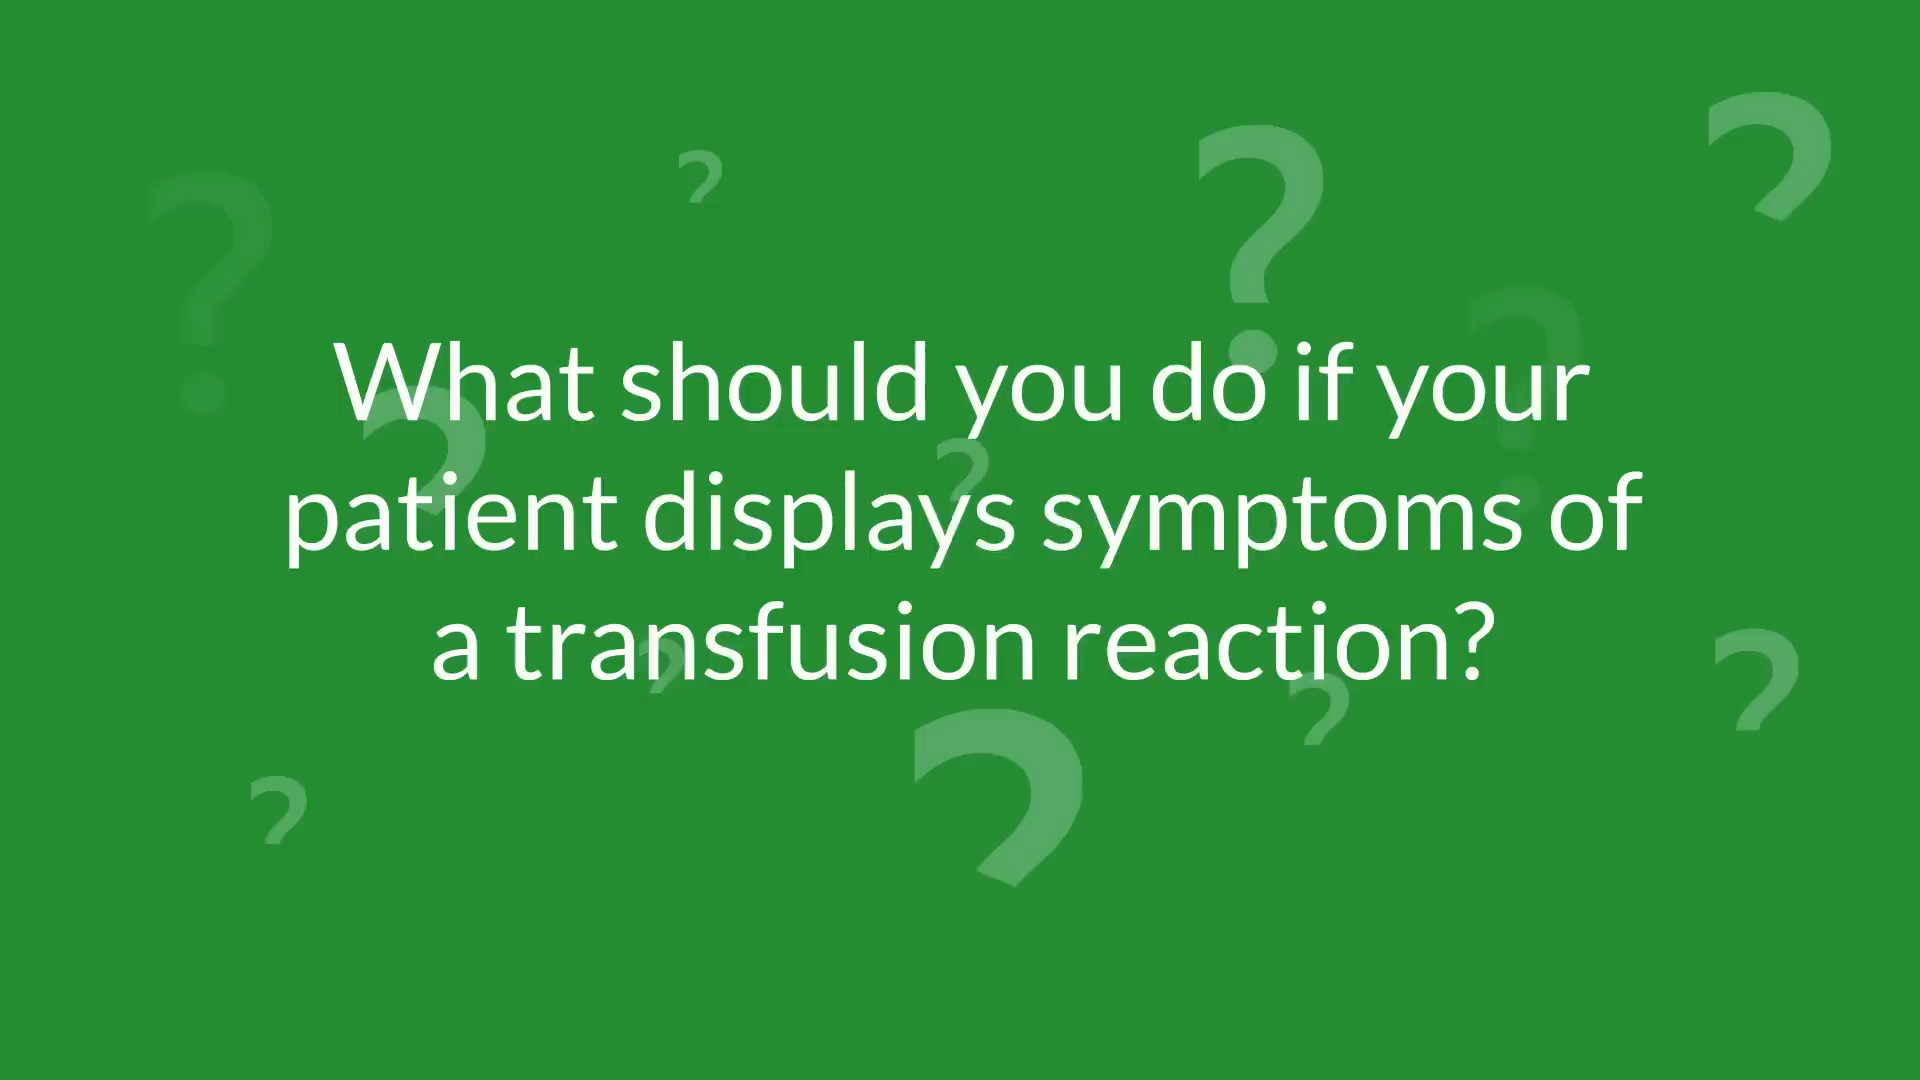 What should you do if your
patient displays symptoms of
a transfusion reaction?